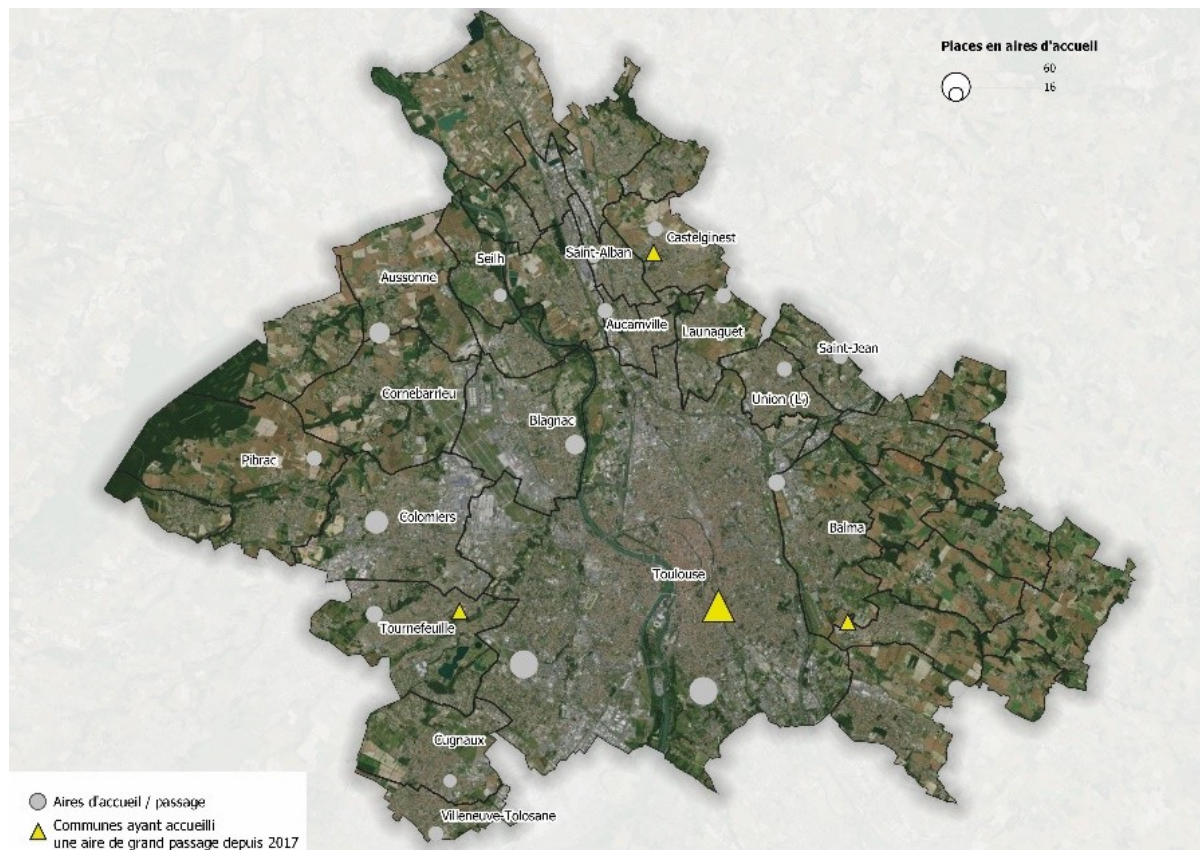 Places en aires d'accueil
60
16
Castelginest
Saint-Alban
Seilh
Aussonne
Aucamville
Launaguet
Saint-Jean
Cornebarrieu
Union (L')
Blagnac
Pibrac
Colomiers
Balma
Toulouse
Tournefeuille
Cugnaux
Villeneuve-Tolosane
Aires d'accueil / passage
Communes ayant accueilli
une aire de grand passage depuis 2017